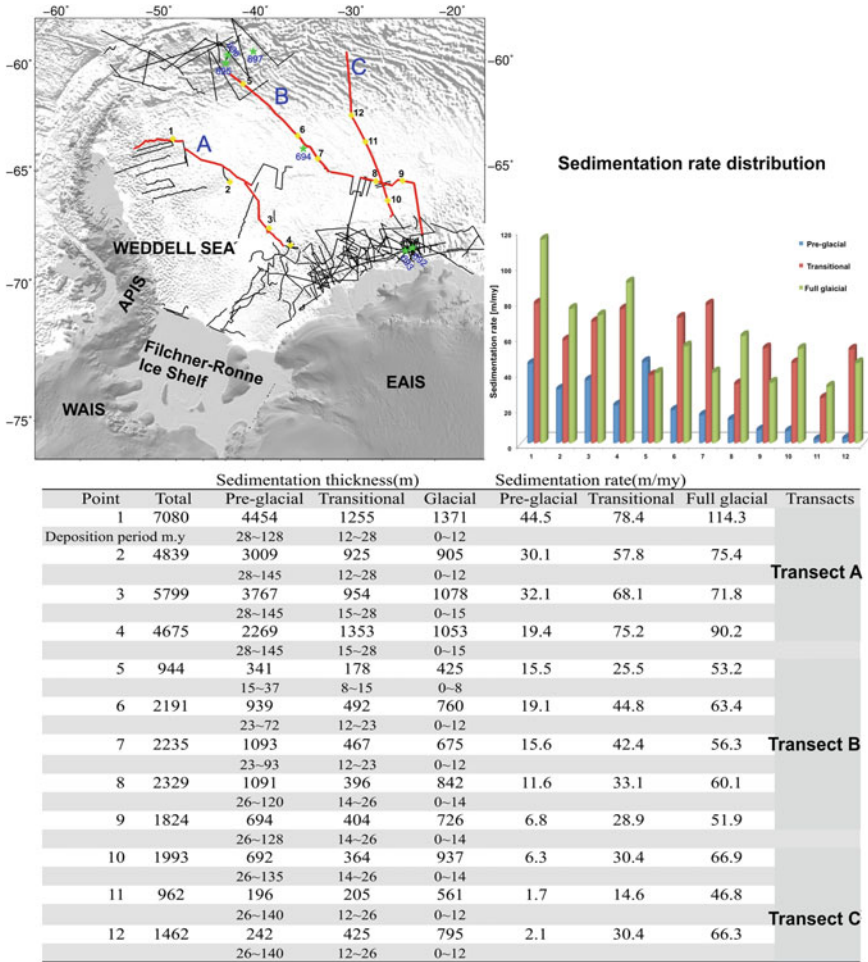 −60˚ −50˚ −40˚ −30˚ −20˚
−60˚ −60˚
−65˚ −65˚
−70˚
−75˚
A
B
C
1
2
3
4
5
6
7
8
9
10
11
12
697
694
WEDDELL SEA
APIS
Filchner-Ronne
Ice Shelf
WAIS
EAIS
Sedimentation rate distribution
Sedimentation rate [m/my]
120
100
80
60
40
20
0
1 2 3 4 5 6 7 8 9 10 11 12
Pre-glacial
Transitional
Full glaicial
Sedimentation thickness(m) Sedimentation rate(m/my)
Point Total Pre-glacial Transitional Glacial Pre-glacial Transitional Full glacial Transacts
1 7080 4454 1255 1371 44.5 78.4 114.3
Deposition period m.y 28~128 12~28 0~12
2 4839 3009 925 905 30.1 57.8 75.4
28~145 12~28 0~12
Transect A
3 5799 3767 954 1078 32.1 68.1 71.8
28~145 15~28 0~15
4 4675 2269 1353 1053 19.4 75.2 90.2
28~145 15~28 0~15
5 944 341 178 425 15.5 25.5 53.2
15~37 8~15 0~8
6 2191 939 492 760 19.1 44.8 63.4
23~72 12~23 0~12
7 2235 1093 467 675 15.6 42.4 56.3 Transect B
23~93 12~23 0~12
8 2329 1091 396 842 11.6 33.1 60.1
26~120 14~26 0~14
9 1824 694 404 726 6.8 28.9 51.9
26~128 14~26 0~14
10 1993 692 364 937 6.3 30.4 66.9
26~135 14~26 0~14
11 962 196 205 561 1.7 14.6 46.8
26~140 12~26 0~12 Transect C
12 1462 242 425 795 2.1 30.4 66.3
26~140 12~26 0~12